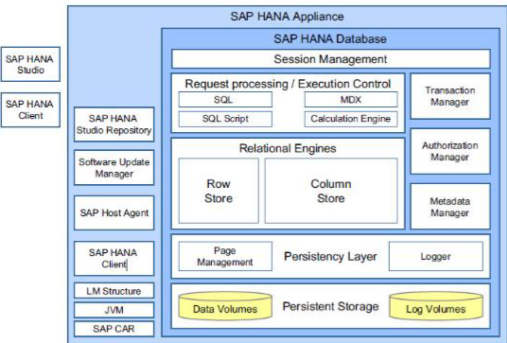 SAP HANA Appliance
SAP HANA
Studio
SAP HANA
Client
SAP HANA
Studio Repository
Software Update
Manager
SAP Host Agent
SAP HANA
Client
LM Structure
JVM
SAP CAR
SAP HANA Database
Session Management
Request processing / Execution Control
SQL
MDX
SQL Script
Calculation Engine
Relational Engines
Row
Store
Column
Store
Transaction
Manager
Authorization
Manager
Metadata
Manager
Page
Management
Persistency Layer
Logger
Data Volumes
Persistent Storage
Log Volumes